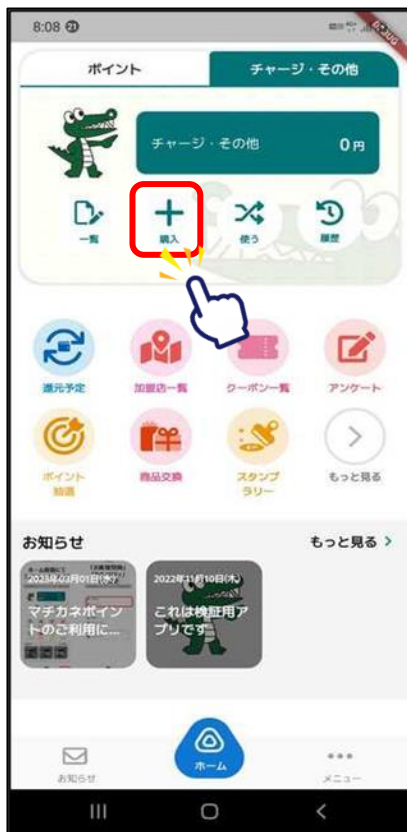 8:08 21
DEBUG
ポイント
チャージ・その他
チャージ・その他 0円
一覧
購入
使う
履歴
還元予定
加盟店一覧
クーポン一覧
アンケート
ポイント
抽選
商品交換
スタンプ
ラリー
もっと見る
お知らせ
もっと見る >
2023年03月01日(水)
マチカネポイン
トのご利用に...
2022年11月10日(木)
これは検証用ア
プリです
お知らせ
ホーム
メニュー